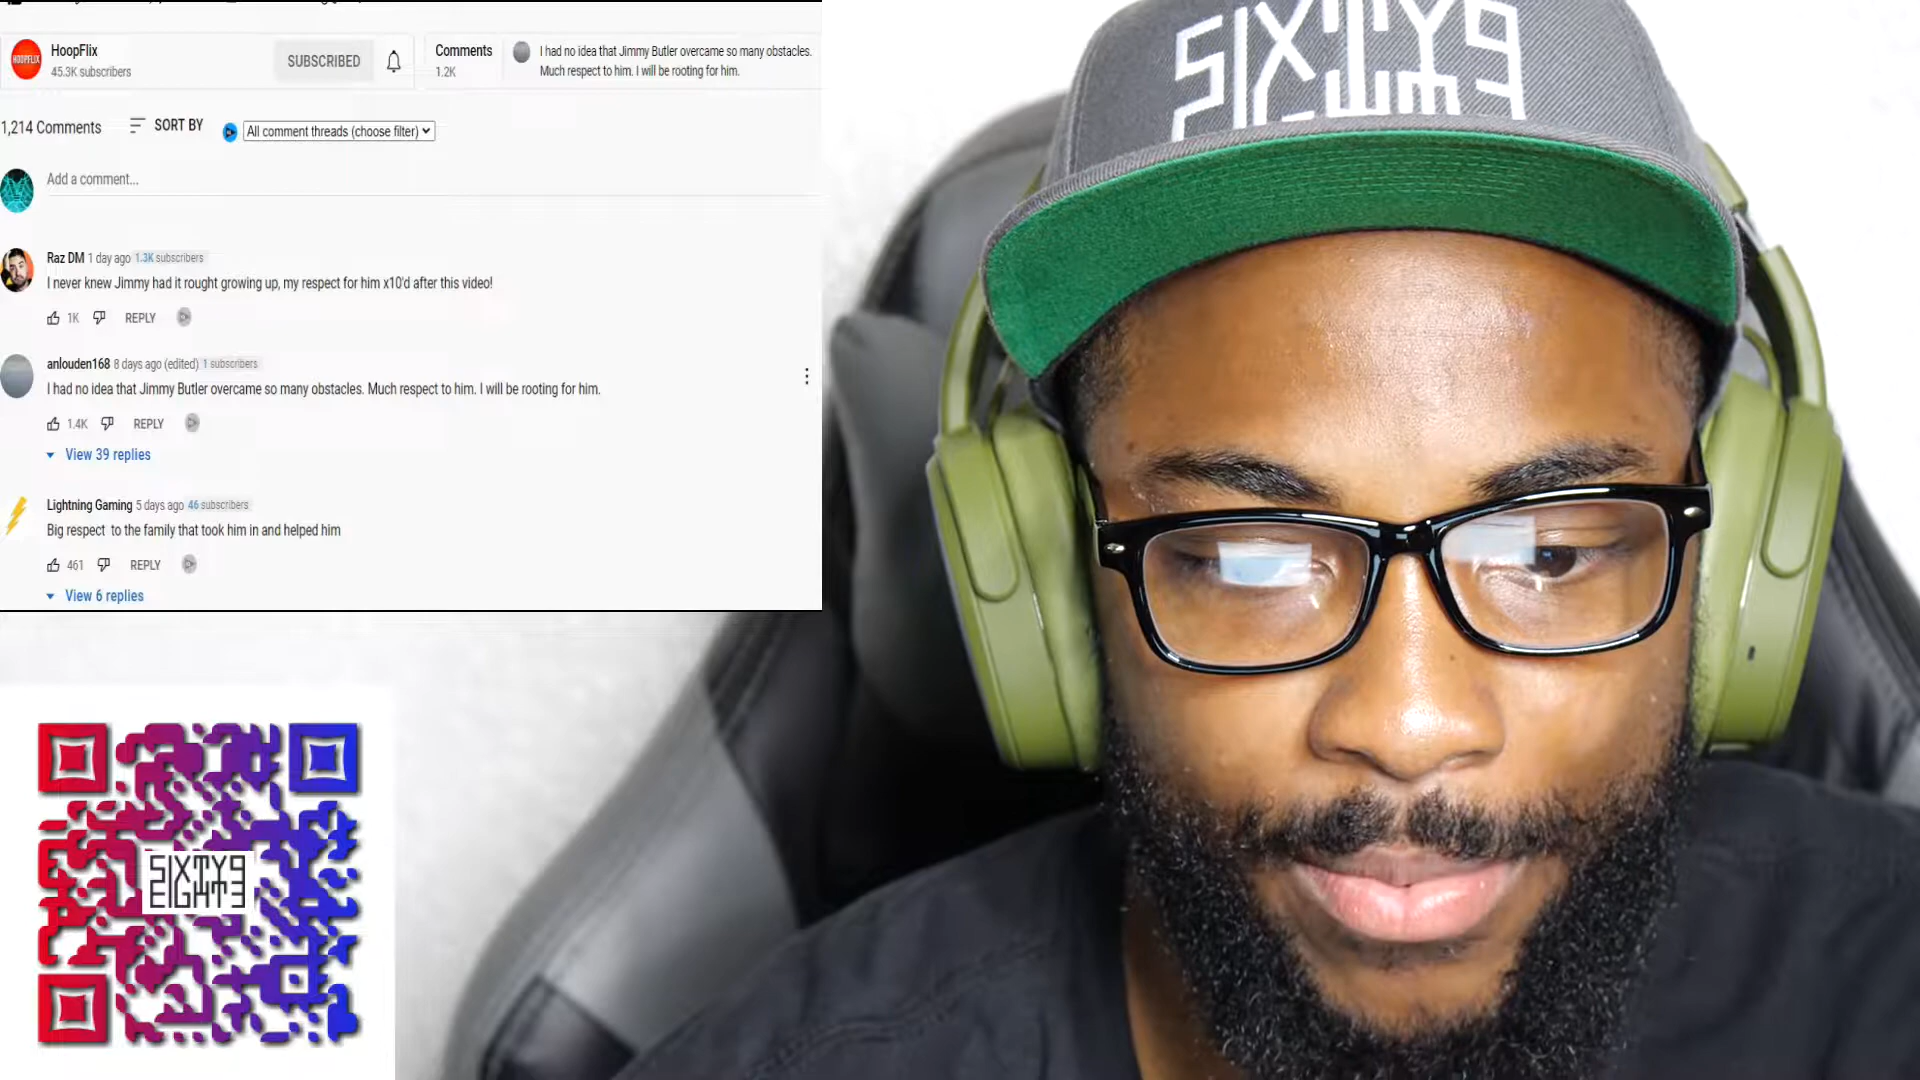 HoopFlix
45.3K subscribers
SUBSCRIBED
Comments
1.2K
I had no idea that Jimmy Butler overcame so many obstacles.
Much respect to him. I will be rooting for him.
HOOPFLIX
1,214 Comments
SORT BY
All comment threads (choose filter)
Add a comment...
Raz DM 1 day ago 1.3K subscribers
I never knew Jimmy had it rought growing up, my respect for him x10'd after this video!
1K
REPLY
anlouden168 8 days ago (edited) 1 subscribers
I had no idea that Jimmy Butler overcame so many obstacles. Much respect to him. I will be rooting for him.
1.4K
REPLY
View 39 replies
Lightning Gaming 5 days ago 46 subscribers
Big respect to the family that took him in and helped him
461
REPLY
View 6 replies
SIXTY9
EIGHT3
SIXTY9